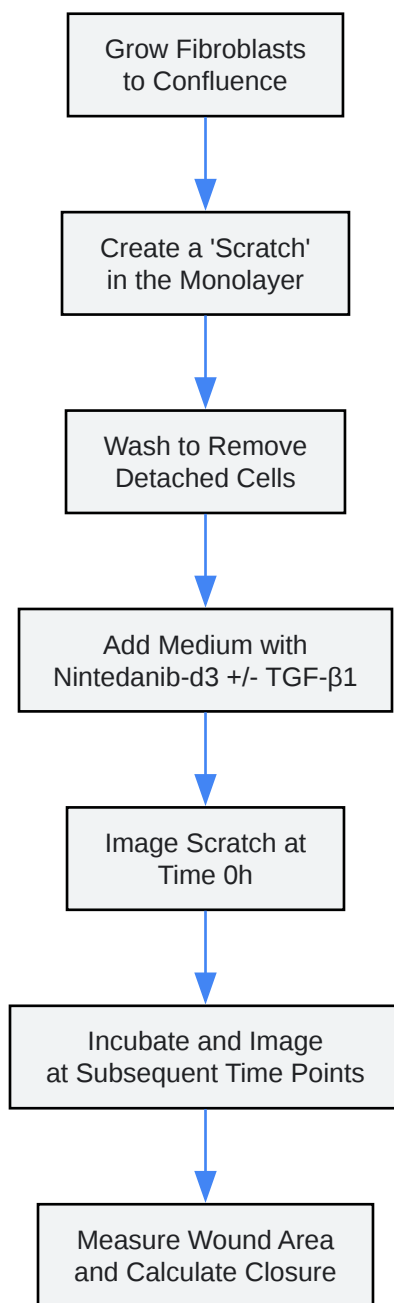 Grow Fibroblasts
to Confluence
Create a 'Scratch'
in the Monolayer
Wash to Remove
Detached Cells
Add Medium with
Nintedanib-d3 +/- TGF-β1
Image Scratch at
Time 0h
Incubate and Image
at Subsequent Time Points
Measure Wound Area
and Calculate Closure